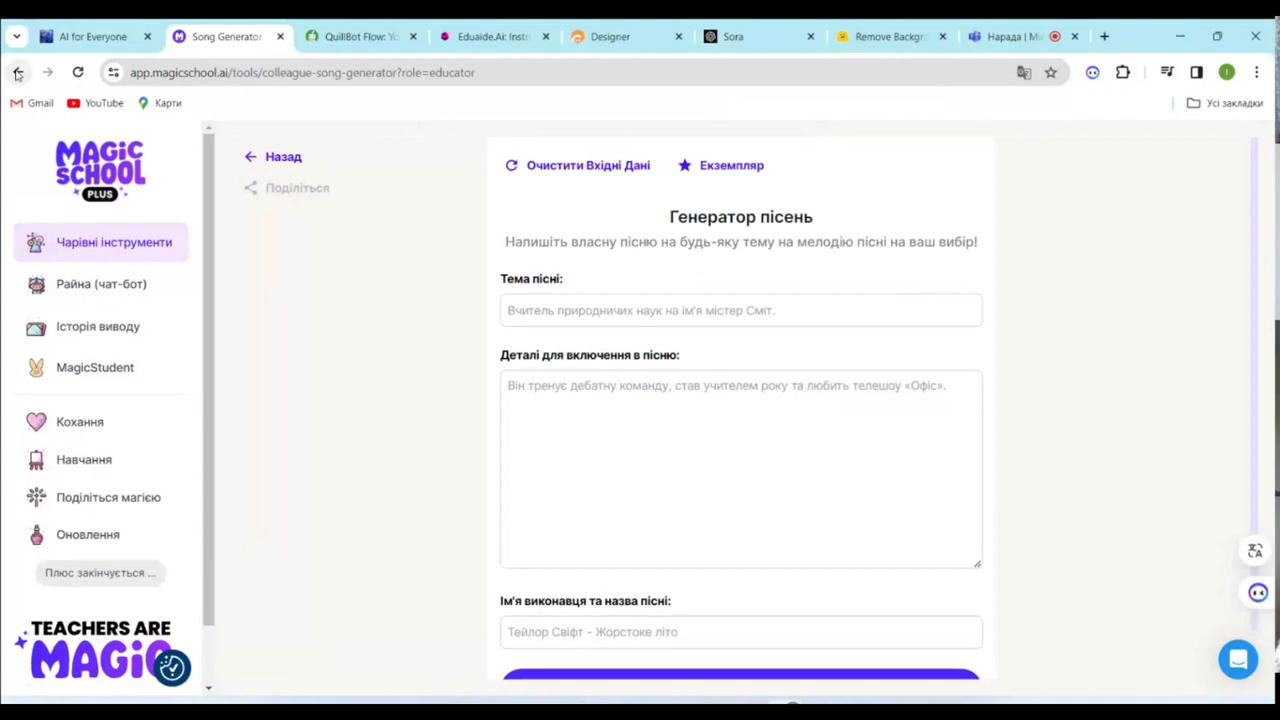 AI for Everyone
Song Generator
QuillBot Flow: Yo
Eduaide.Ai: Instr
Designer
Sora
Remove Backgro
Нарада | Mi
app.magicschool.ai/tools/colleague-song-generator?role=educator
Gmail
YouTube
Карти
Усі закладки
MAGIC
SCHOOL
PLUS
Чарівні інструменти
Райна (чат-бот)
Історія виводу
MagicStudent
Кохання
Навчання
Поділіться магією
Оновлення
Плюс закінчується ...
TEACHERS ARE
MAGIC
Назад
Поділіться
Очистити Вхідні Дані
Екземпляр
Генератор пісень
Напишіть власну пісню на будь-яку тему на мелодію пісні на ваш вибір!
Тема пісні:
Вчитель природничих наук на ім'я містер Сміт.
Деталі для включення в пісню:
Він тренує дебатну команду, став учителем року та любить телешоу «Офіс».
Ім'я виконавця та назва пісні:
Тейлор Свіфт - Жорстоке літо